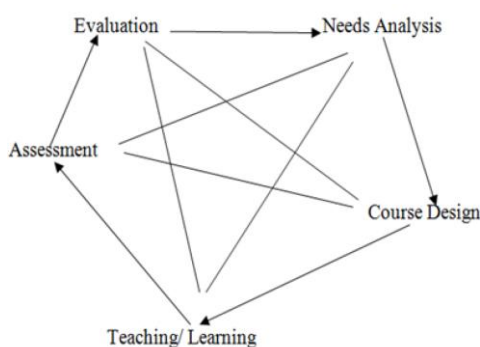 Evaluation
Needs Analysis
Assessment
Course Design
Teaching/ Learning